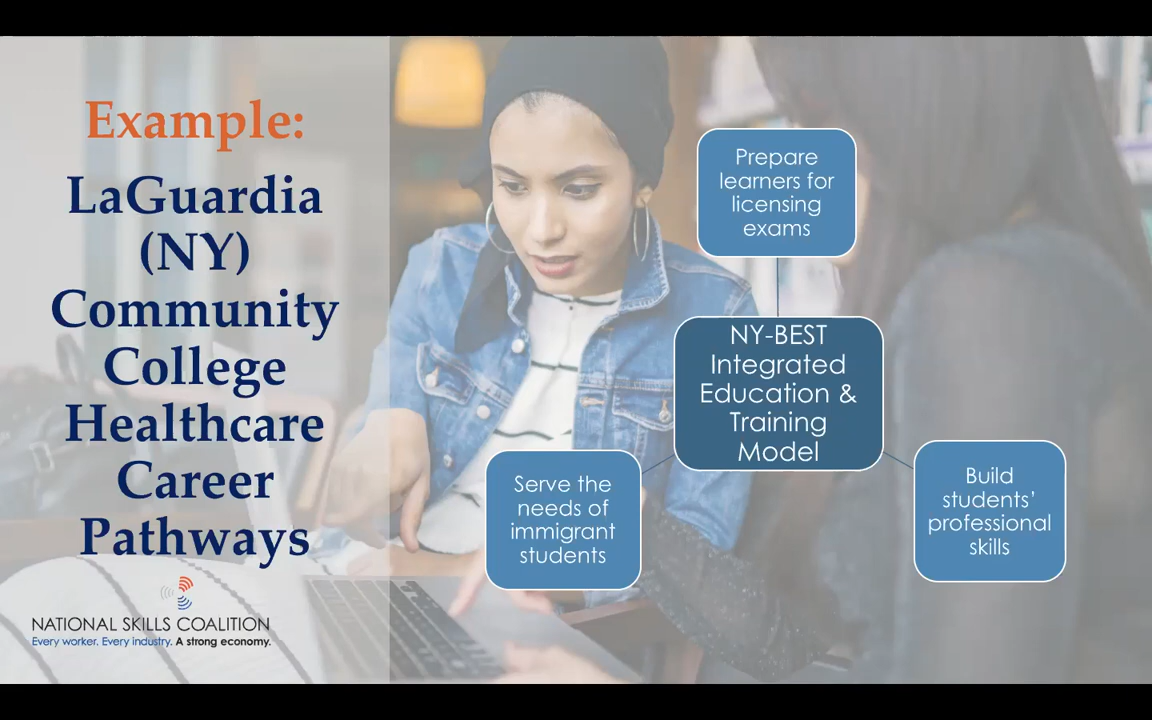 Example:
LaGuardia
(NY)
Community
College
Healthcare
Career
Pathways
NATIONAL SKILLS COALITION
Every worker. Every industry. A strong economy.
Prepare
learners for
licensing
exams
NY-BEST
Integrated
Education &
Training
Model
Serve the
needs of
immigrant
students
Build
students’
professional
skills